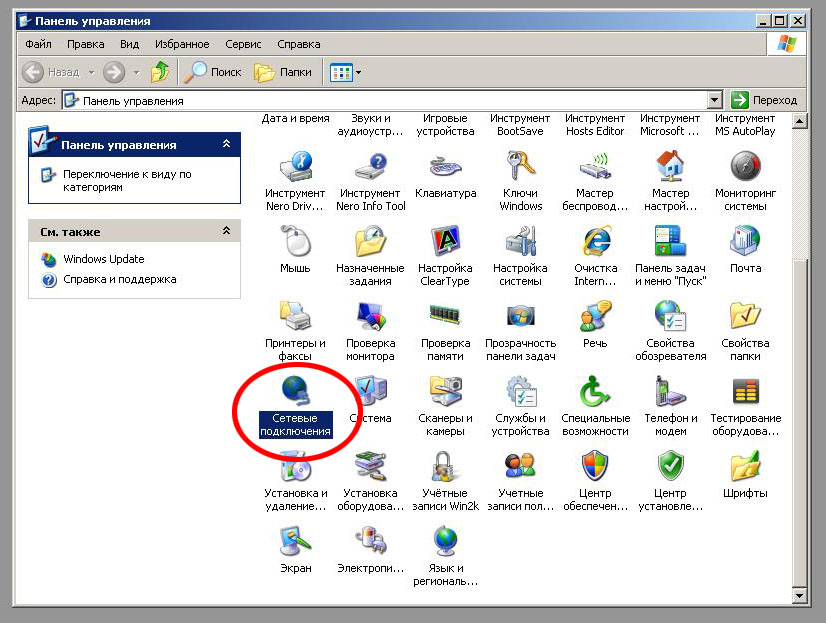 Панель управления
Файл Правка Вид Избранное Сервис Справка
Назад Поиск Папки
Адрес: Панель управления Переход
Панель управления
Переключение к виду по
категориям
См. также
Windows Update
Справка и поддержка
Дата и время Звуки и Игровые Инструмент Инструмент Инструмент Инструмент
аудиоустр... устройства BootSave Hosts Editor Microsoft ... MS AutoPlay
Инструмент Инструмент Клавиатура Ключи Мастер Мастер Мониторинг
Nero Driv... Nero Info Tool Windows беспровод... настрой... системы
Мышь Назначенные Настройка Настройка Очистка Панель задач Почта
задания ClearType системы Intern... и меню "Пуск"
Принтеры и Проверка Проверка Прозрачность Речь Свойства Свойства
факсы монитора памяти панели задач обозревателя папки
Сетевые Система Сканеры и Службы и Специальные Телефон и Тестирование
подключения камеры устройства возможности модем оборудова...
Установка и Установка Учётные Учетные Центр Центр Шрифты
удаление... оборудова... записи Win2k записи пол... обеспечен... установле...
Экран Электропи... Язык и
региональ...